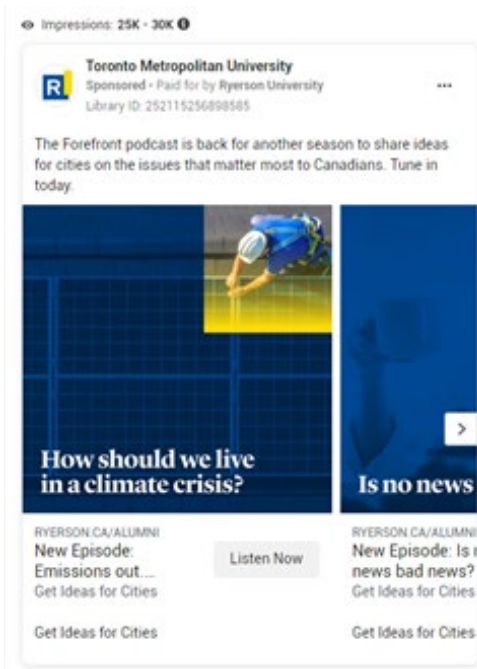 Impressions: 25K - 30K
Toronto Metropolitan University
Sponsored • Paid for by Ryerson University
Library ID: 252115256898585
R
The Forefront podcast is back for another season to share ideas
for cities on the issues that matter most to Canadians. Tune in
today.
How should we live
in a climate crisis?
Is no news
RYERSON.CA/ALUMNI
New Episode:
Emissions out....
Get Ideas for Cities
Listen Now
Get Ideas for Cities
RYERSON.CA/ALUMNI
New Episode: Is
news bad news?
Get Ideas for Cities
Get Ideas for Cities